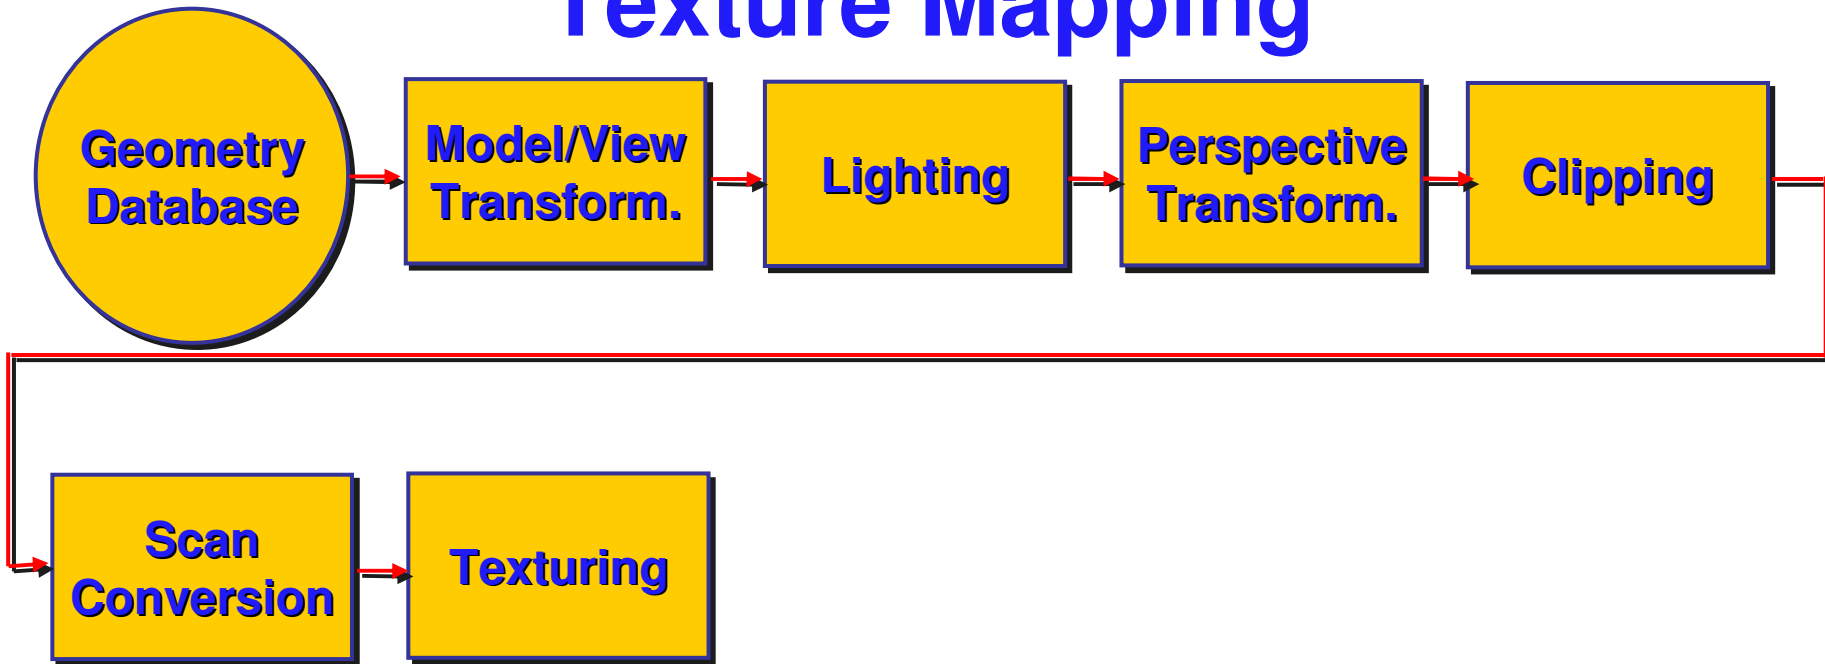 Texture Mapping
Geometry
Database
Model/View
Transform.
Lighting
Perspective
Transform.
Clipping
Scan
Conversion
Texturing